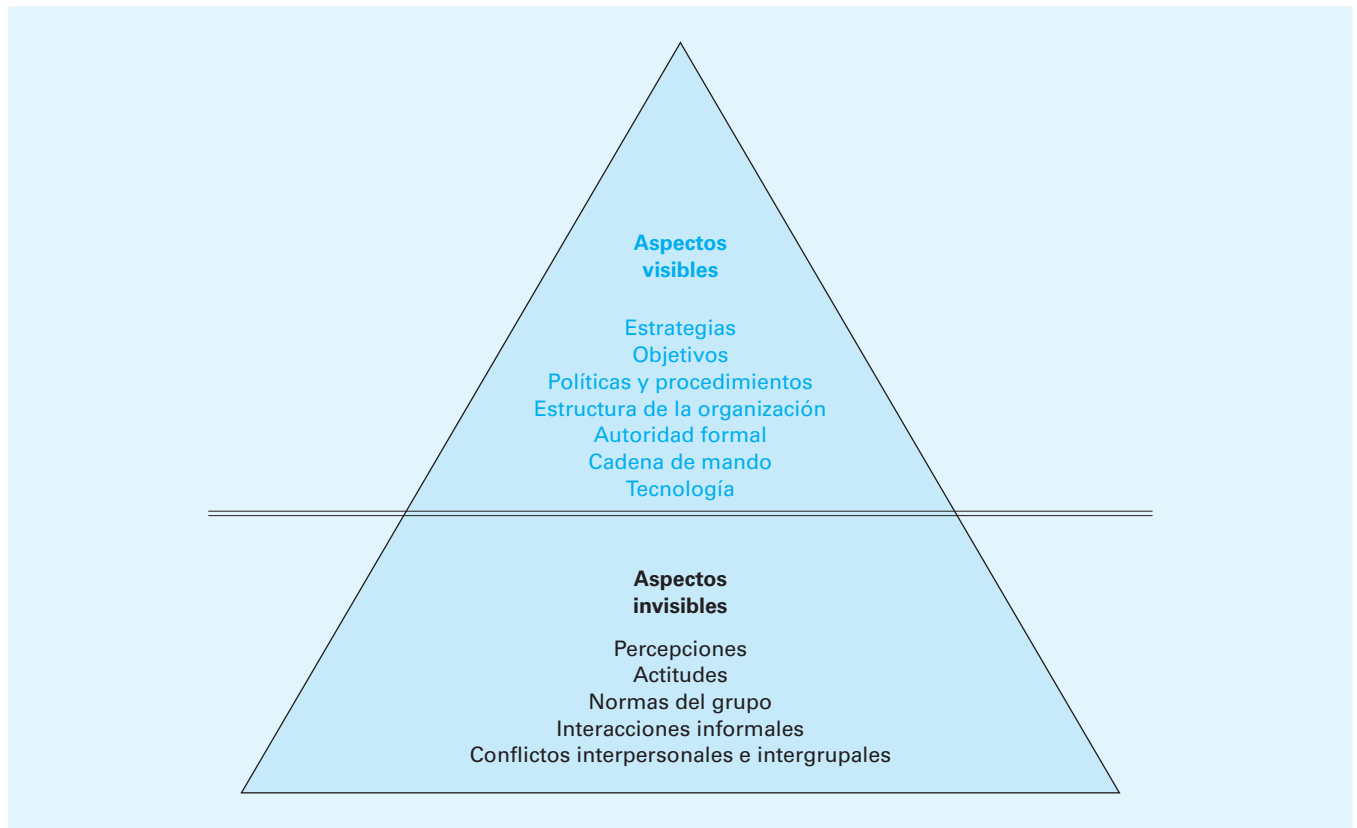 Aspectos
visibles
Estrategias
Objetivos
Políticas y procedimientos
Estructura de la organización
Autoridad formal
Cadena de mando
Tecnología
Aspectos
invisibles
Percepciones
Actitudes
Normas del grupo
Interacciones informales
Conflictos interpersonales e intergrupales